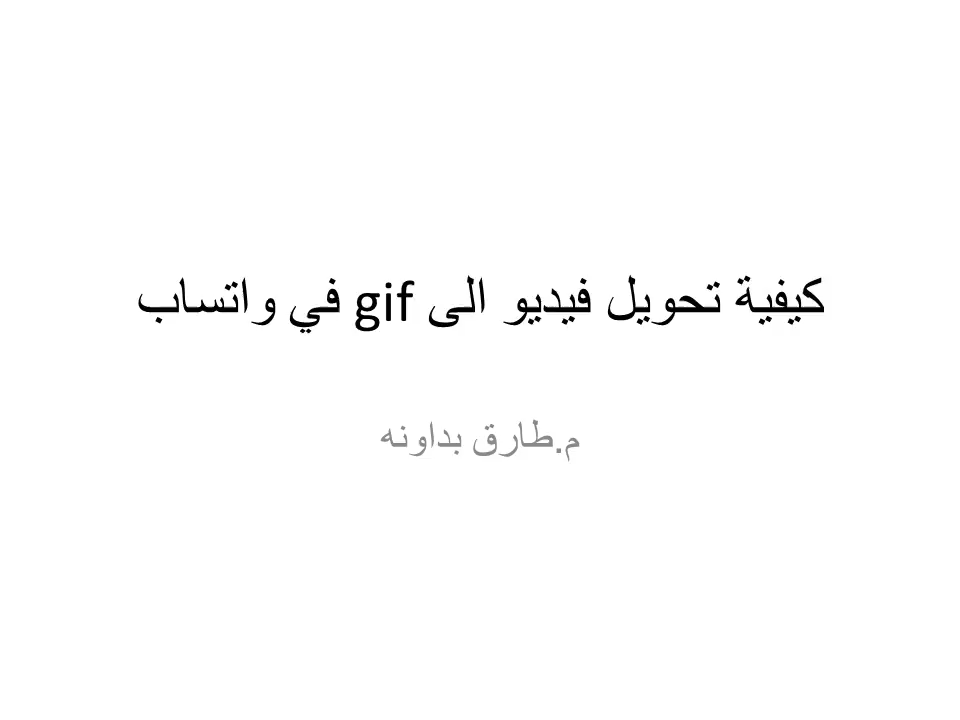 كيفية تحويل فيديو الى gif في واتساب
م.طارق بداونه